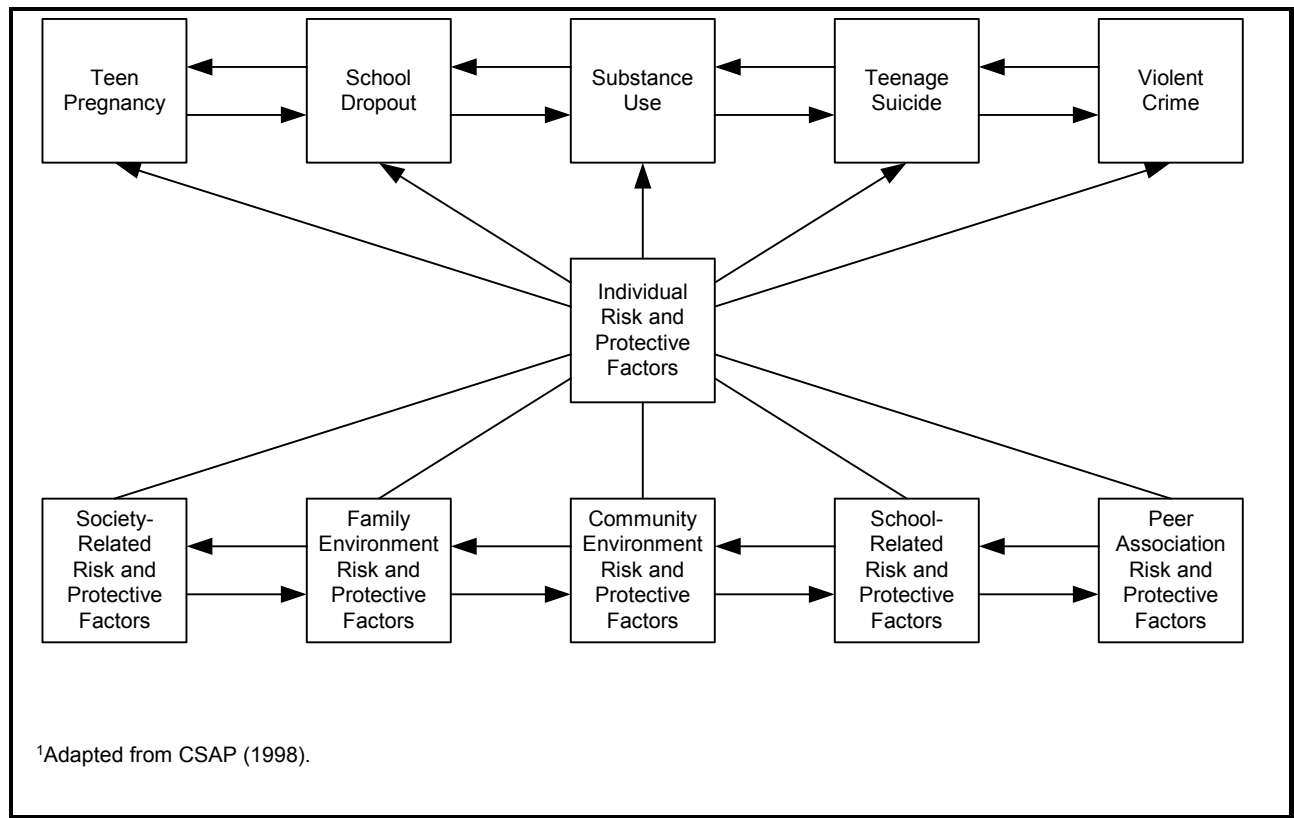 Teen
Pregnancy
School
Dropout
Substance
Use
Teenage
Suicide
Violent
Crime
Individual
Risk and
Protective
Factors
Society-
Related
Risk and
Protective
Factors
Family
Environment
Risk and
Protective
Factors
Community
Environment
Risk and
Protective
Factors
School-
Related
Risk and
Protective
Factors
Peer
Association
Risk and
Protective
Factors
¹Adapted from CSAP (1998).